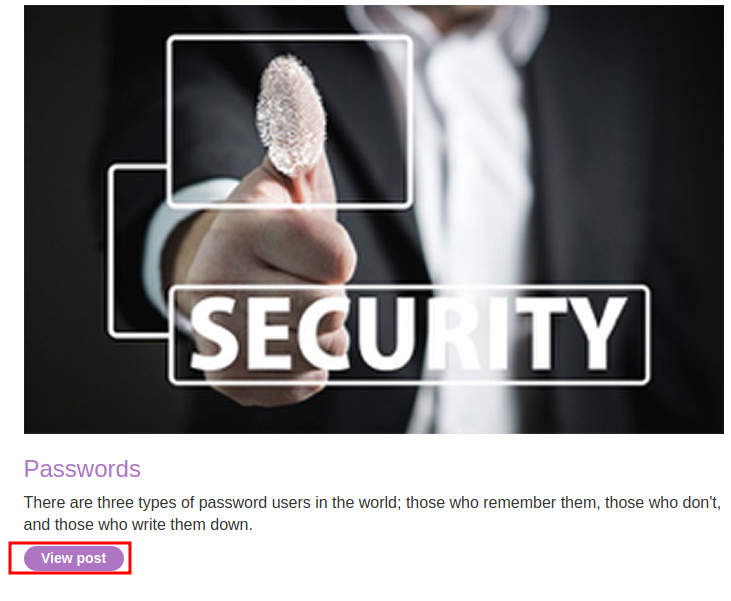 SECURITY
Passwords
There are three types of password users in the world; those who remember them, those who don't,
and those who write them down.
View post